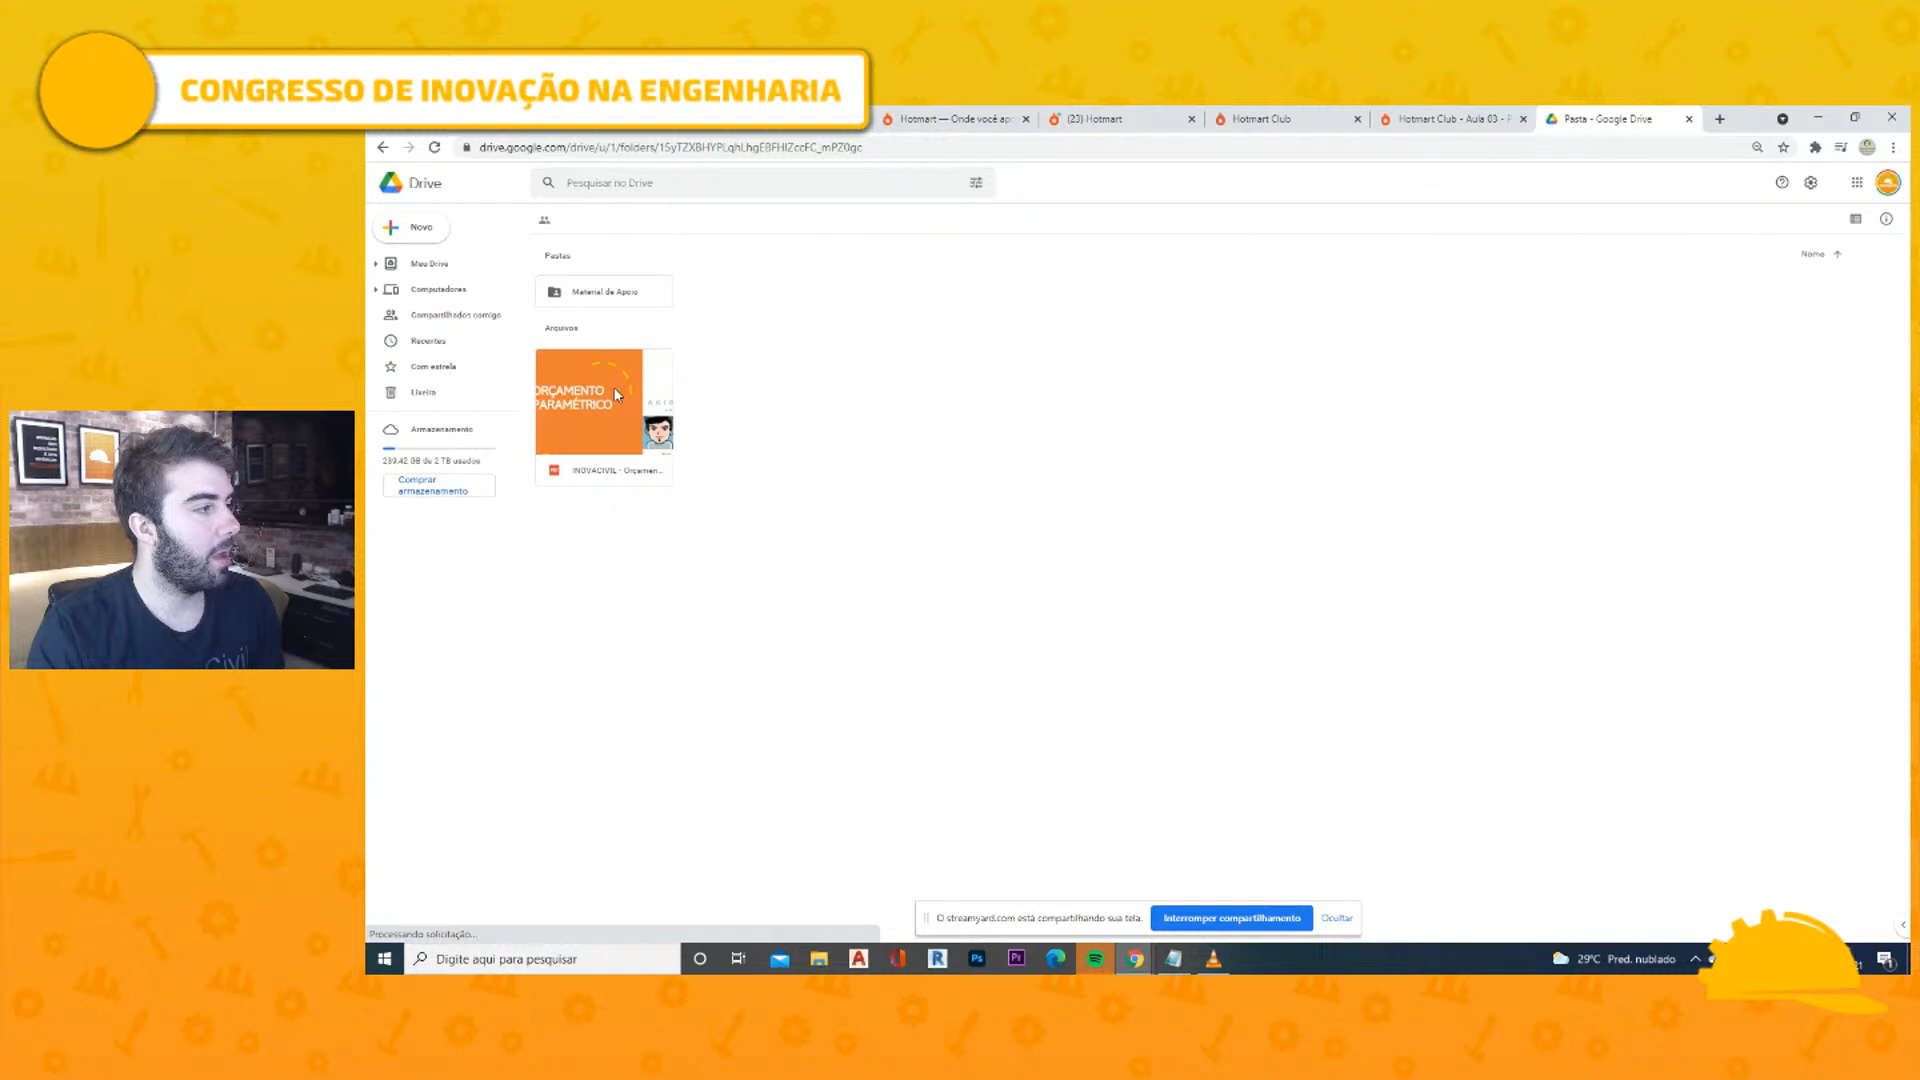 CONGRESSO DE INOVAÇÃO NA ENGENHARIA
Hotmart — Onde você ap
(23) Hotmart
Hotmart Club
Hotmart Club - Aula 03 - P
Pasta - Google Drive
drive.google.com/drive/u/1/folders/15yTZXBHYPLqhLhgEBFHIZccFC_mPZ0gc
Drive
Pesquisar no Drive
Novo
Meu Drive
Computadores
Compartilhados comigo
Recentes
Com estrela
Lixeira
Armazenamento
239,42 GB de 2 TB usados
Comprar
armazenamento
Pastas
Nome
Material de Apoio
Arquivos
ORÇAMENTO
PARAMÉTRICO
INOVACIVIL - Orçamen...
Civil
Processando solicitação...
O streamyard.com está compartilhando sua tela.
Interromper compartilhamento
Ocultar
Digite aqui para pesquisar
29°C Pred. nublado